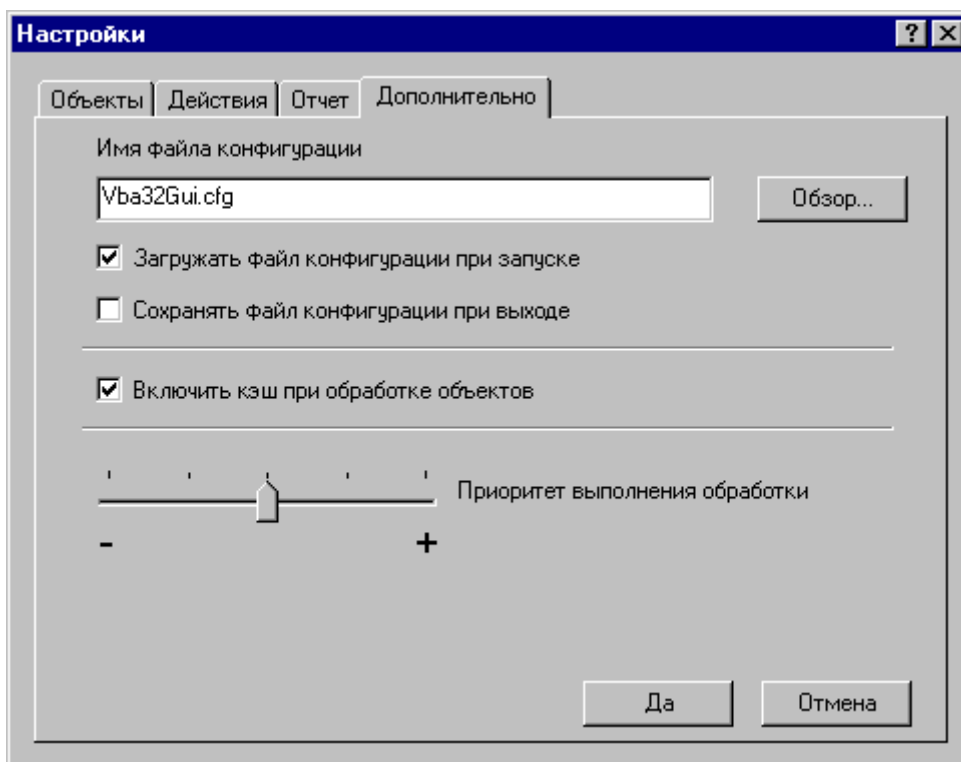 Настройки
Объекты Действия Отчет Дополнительно
Имя файла конфигурации
Vba32Gui.cfg Обзор...
Загружать файл конфигурации при запуске
Сохранять файл конфигурации при выходе
Включить кэш при обработке объектов
Приоритет выполнения обработки
- +
Да Отмена